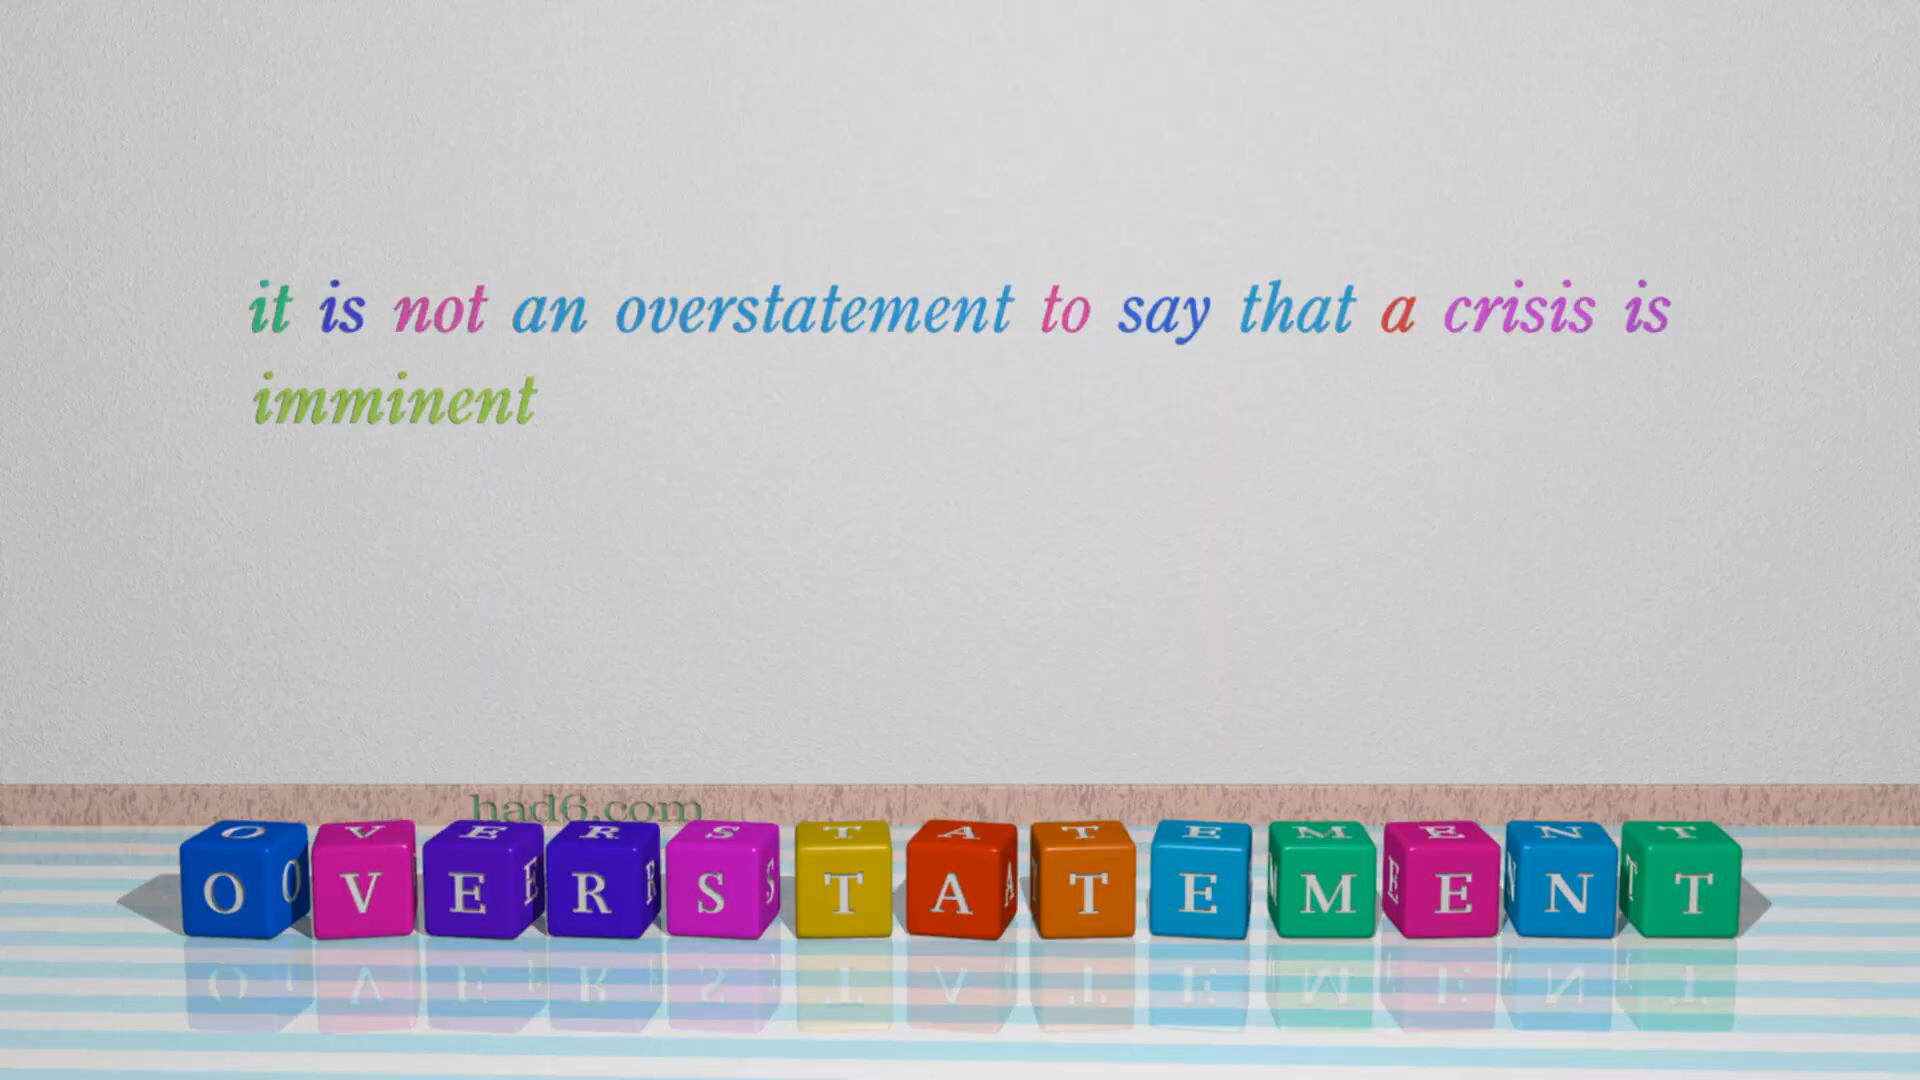 it is not an overstatement to say that a crisis is
imminent
had6.com
OVERSTATEMENT